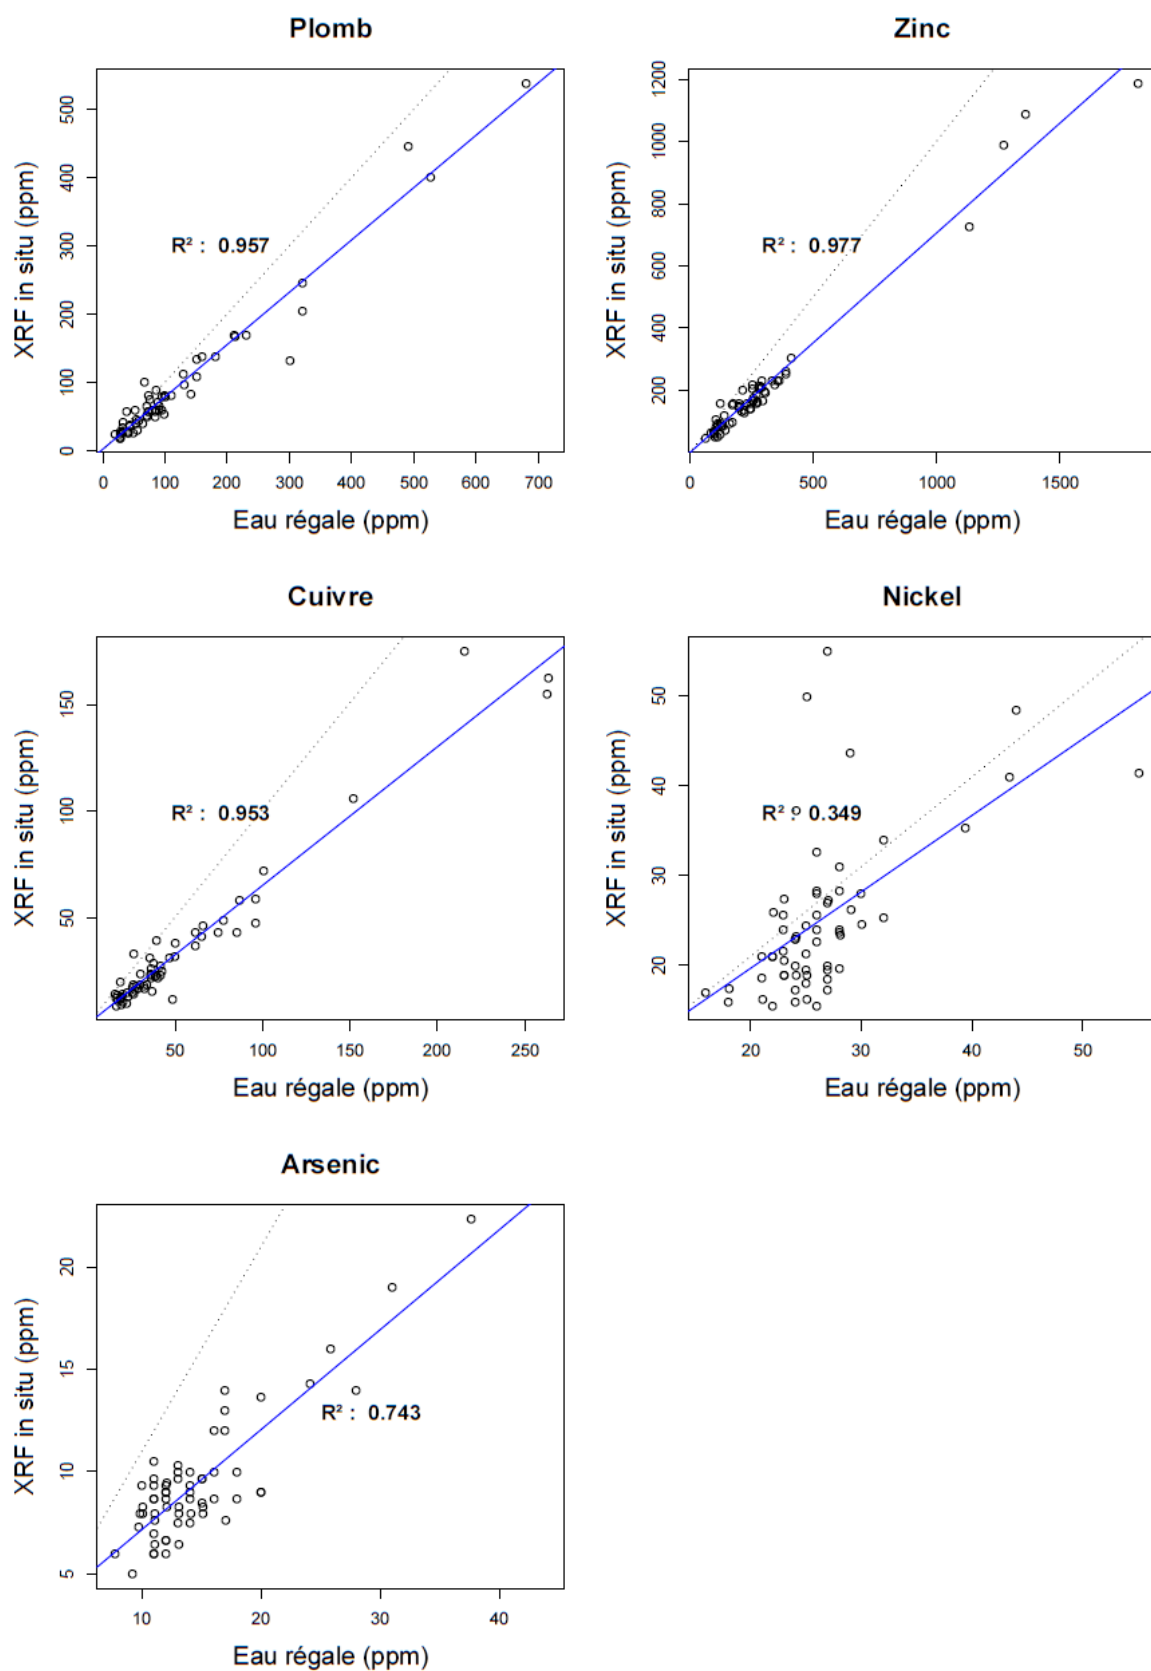 Plomb
XRF in situ (ppm)
0 100 200 300 400 500
R² : 0.957
0 100 200 300 400 500 600 700
Eau régale (ppm)
Zinc
XRF in situ (ppm)
200 400 600 800 1000 1200
R² : 0.977
0 500 1000 1500
Eau régale (ppm)
Cuivre
XRF in situ (ppm)
50 100 150
R² : 0.953
50 100 150 200 250
Eau régale (ppm)
Nickel
XRF in situ (ppm)
20 30 40 50
R² : 0.349
20 30 40 50
Eau régale (ppm)
Arsenic
XRF in situ (ppm)
5 10 15 20
R² : 0.743
10 20 30 40
Eau régale (ppm)